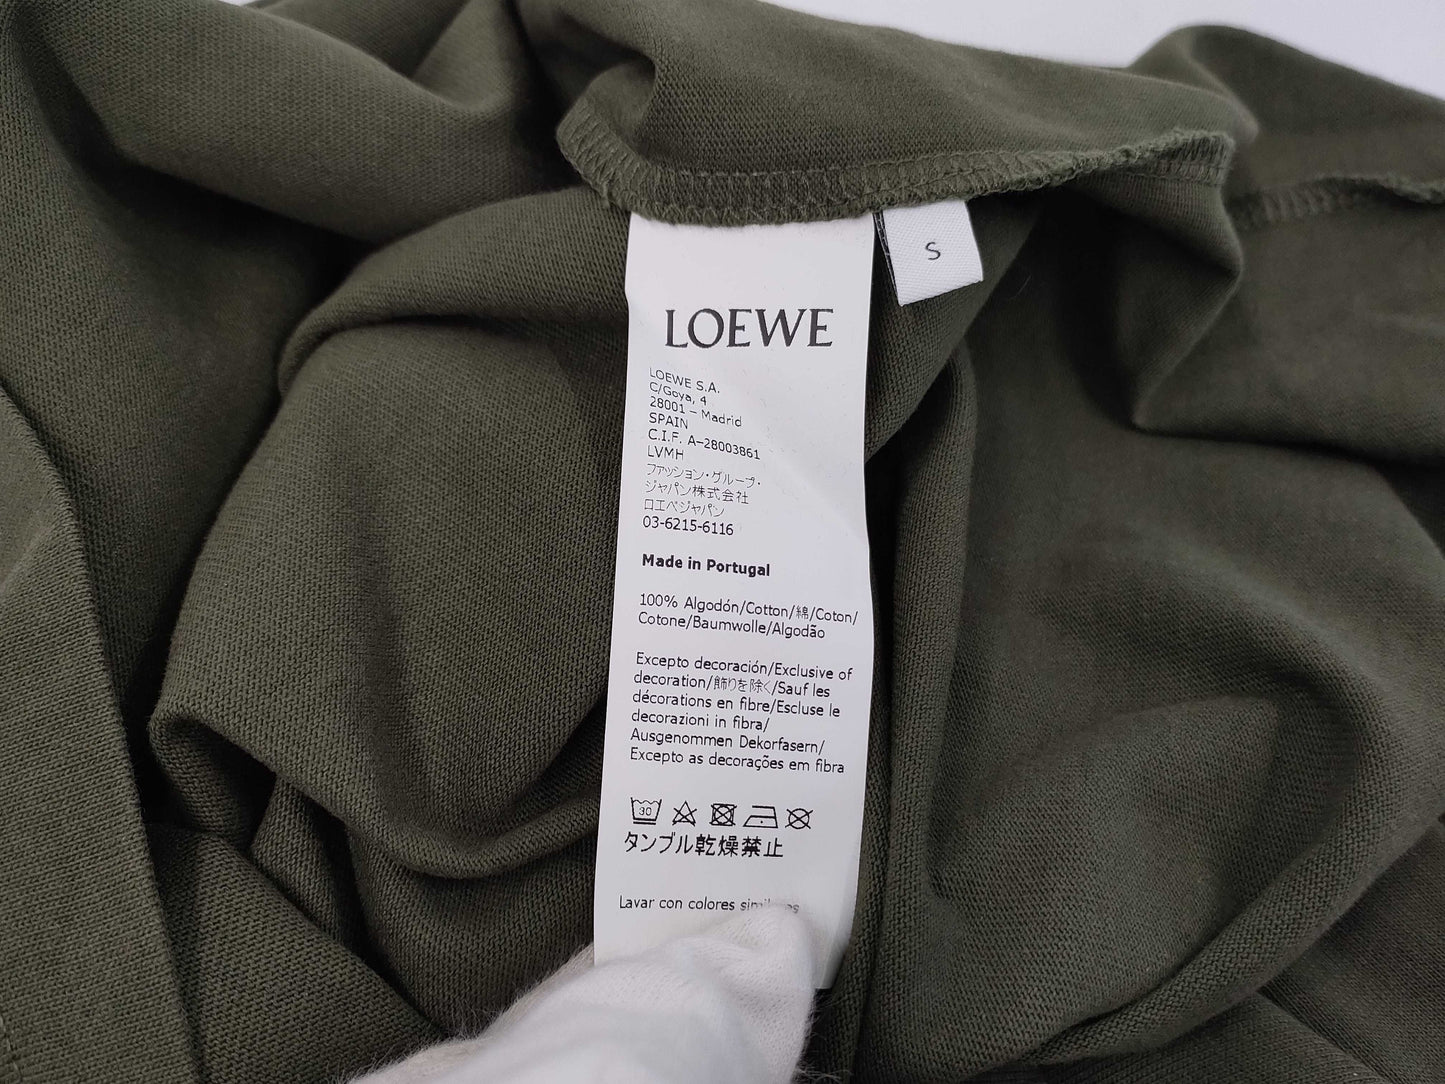 S
LOEWE
LOEWE S.A.
C/Goya, 4
28001 – Madrid
SPAIN
C.I.F. A-28003861
LVMH
ファッション・グループ・
ジャパン株式会社
ロエベジャパン
03-6215-6116
Made in Portugal
100% Algodón/Cotton/綿/Coton/
Cotone/Baumwolle/Algodão
Excepto decoración/Exclusive of
decoration/飾りを除く/Sauf les
décorations en fibre/Escluse le
decorazioni in fibra/
Ausgenommen Dekorfasern/
Excepto as decorações em fibra
30
タンブル乾燥禁止
Lavar con colores similares